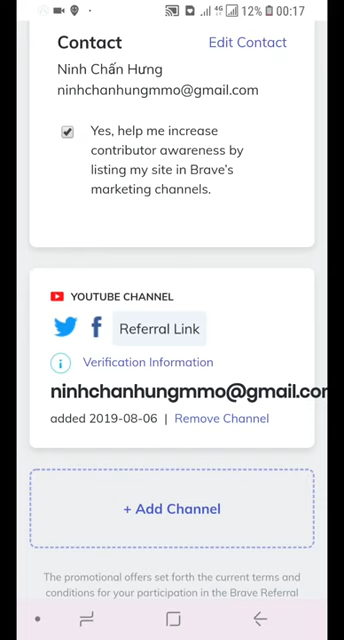 12% 00:17
Contact Edit Contact
Ninh Chấn Hưng
ninhchanhungmmo@gmail.com
Yes, help me increase
contributor awareness by
listing my site in Brave's
marketing channels.
YOUTUBE CHANNEL
Referral Link
Verification Information
ninhchanhungmmo@gmail.com
added 2019-08-06 | Remove Channel
+ Add Channel
The promotional offers set forth the current terms and
conditions for your participation in the Brave Referral